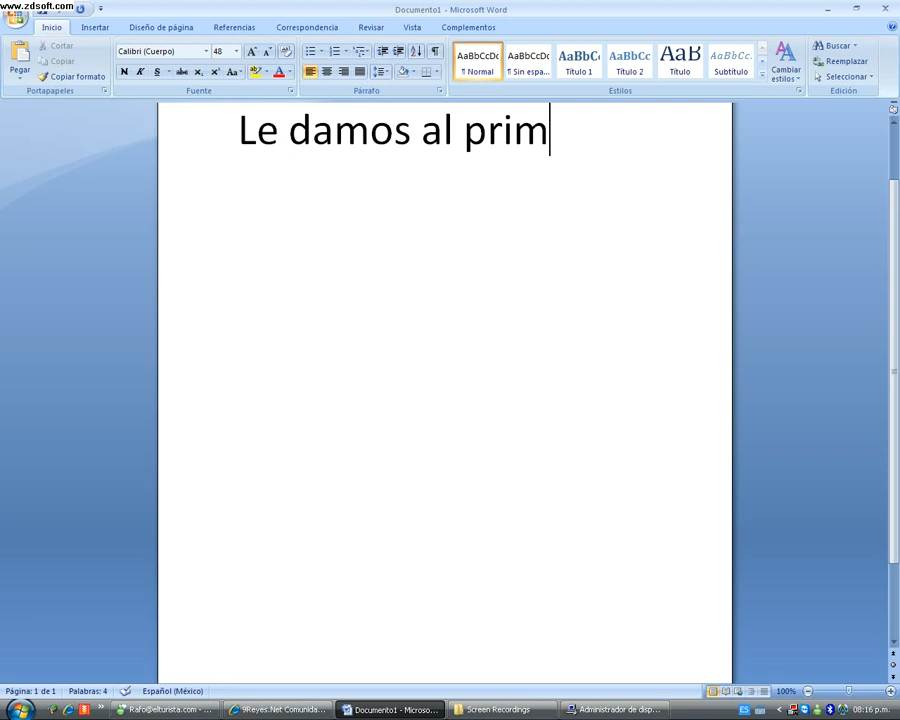 www.zdsoft.com
Documento1 - Microsoft Word
Inicio Insertar Diseño de página Referencias Correspondencia Revisar Vista Complementos
Pegar
Cortar
Copiar
Copiar formato
Portapapeles
Calibri (Cuerpo) 48
N K S abc x₂ x² Aa
Fuente
Párrafo
AaBbCcDc AaBbCcDc AaBbC AaBbCc AaB AaBbCc.
¶ Normal ¶ Sin espa... Título 1 Título 2 Título Subtítulo
Cambiar estilos
Estilos
Buscar
Reemplazar
Seleccionar
Edición
Le damos al prim
Página: 1 de 1 Palabras: 4 Español (México) 100%
Rafo@elturista.com - ... 9Reyes.Net Comunida... Documento1 - Microso... Screen Recordings Administrador de disp... ES 08:16 p.m.